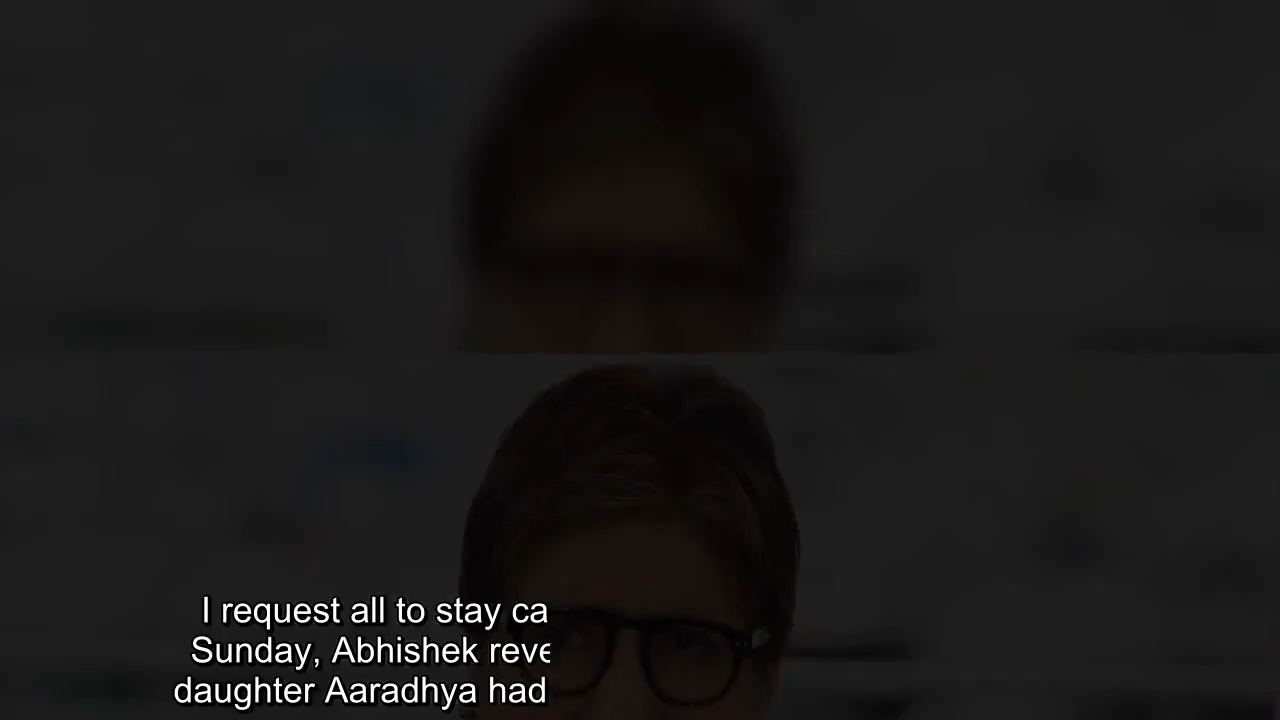 I request all to stay ca
Sunday, Abhishek reve
daughter Aaradhya had